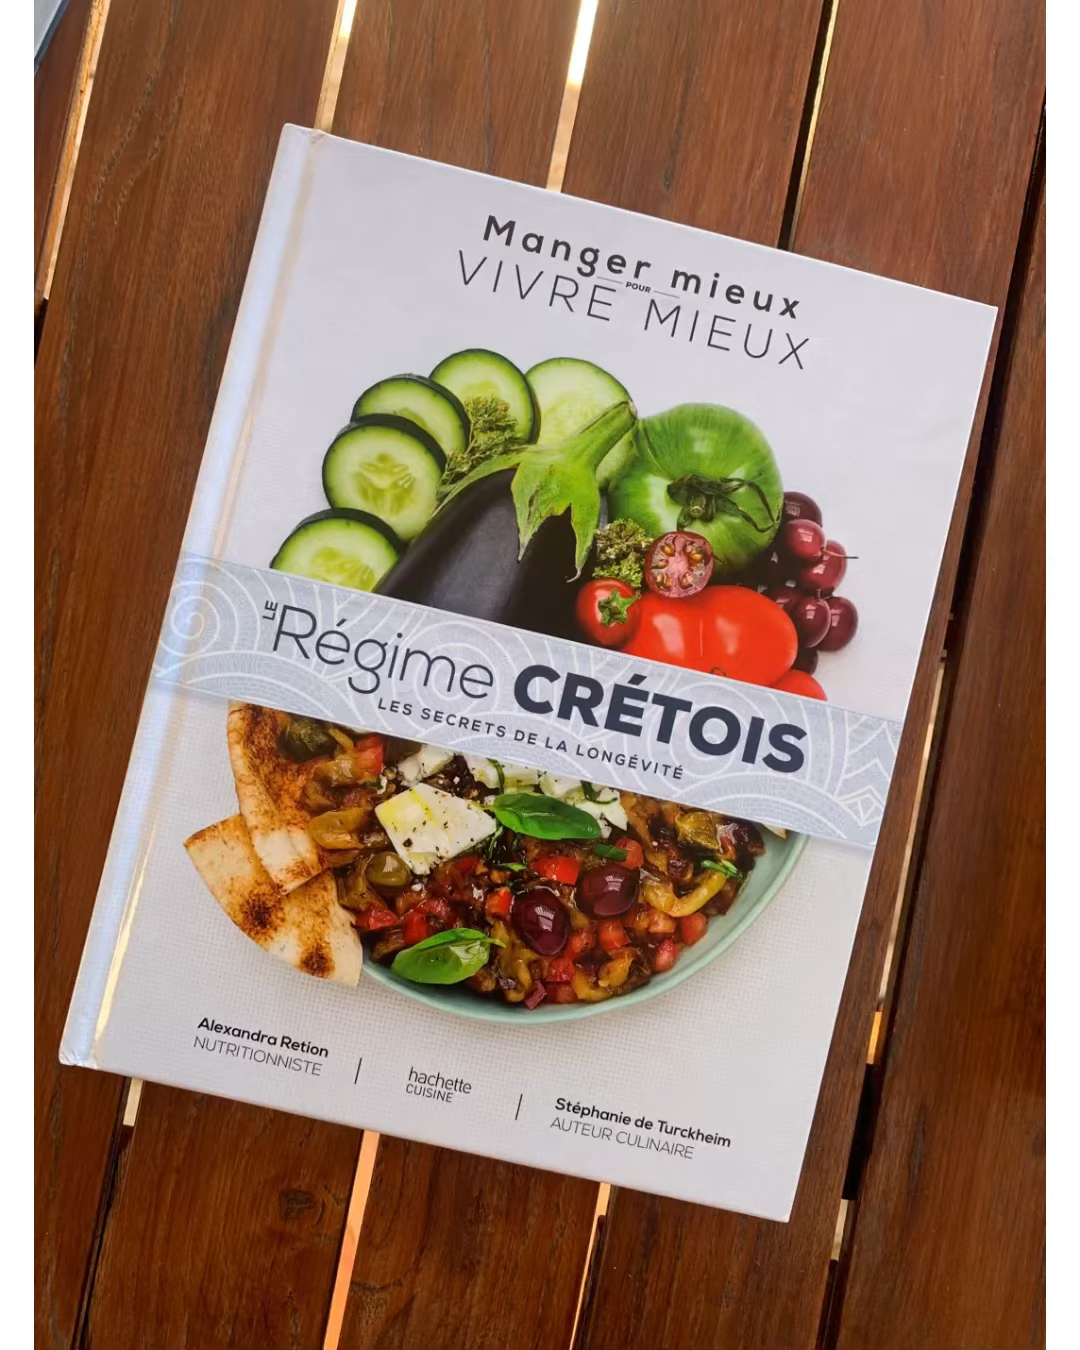 Manger mieux
POUR
VIVRE MIEUX
LE Régime CRÉTOIS
LES SECRETS DE LA LONGÉVITÉ
Alexandra Retion
NUTRITIONNISTE
hachette
CUISINE
Stéphanie de Turckheim
AUTEUR CULINAIRE